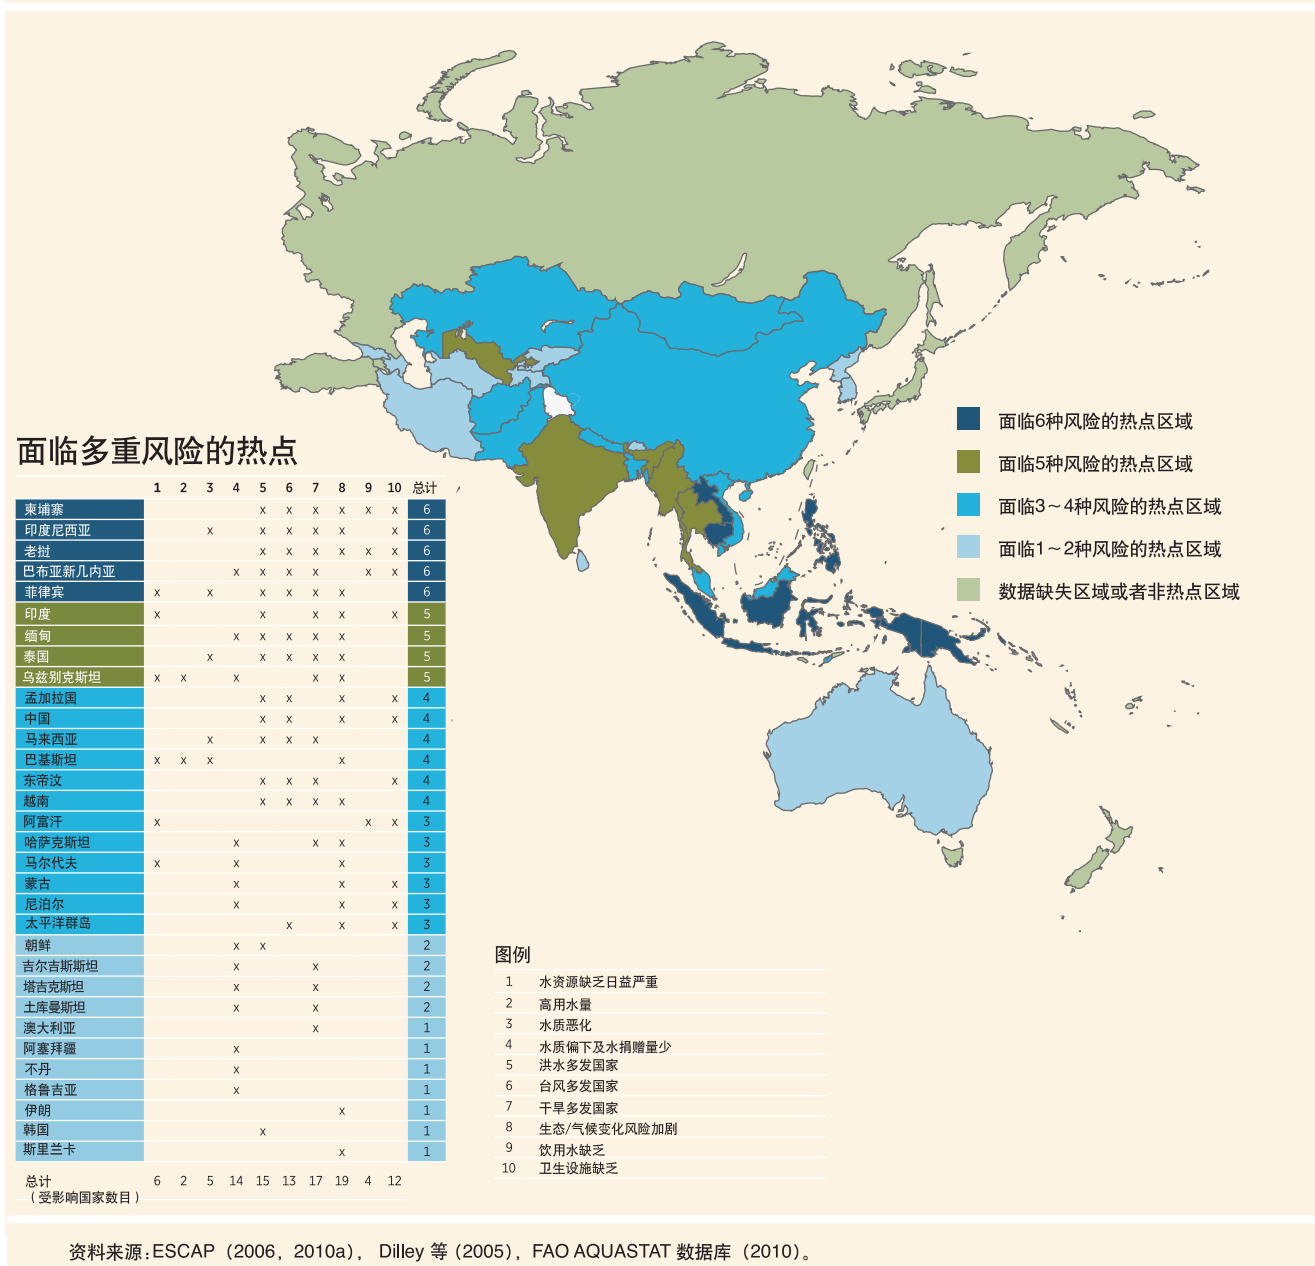 面临多重风险的热点
1 2 3 4 5 6 7 8 9 10 总计
柬埔寨 x x x x x x 6
印度尼西亚 x x x x x x 6
老挝 x x x x x x 6
巴布亚新几内亚 x x x x x x 6
菲律宾 x x x x x x 6
印度 x x x x x 5
缅甸 x x x x x 5
泰国 x x x x x 5
乌兹别克斯坦 x x x x x 5
孟加拉国 x x x x 4
中国 x x x x 4
马来西亚 x x x x 4
巴基斯坦 x x x x 4
东帝汶 x x x x 4
越南 x x x x 4
阿富汗 x x x 3
哈萨克斯坦 x x x 3
马尔代夫 x x x 3
蒙古 x x x 3
尼泊尔 x x x 3
太平洋群岛 x x x 3
朝鲜 x x 2
吉尔吉斯斯坦 x x 2
塔吉克斯坦 x x 2
土库曼斯坦 x x 2
澳大利亚 x 1
阿塞拜疆 x 1
不丹 x 1
格鲁吉亚 x 1
伊朗 x 1
韩国 x 1
斯里兰卡 x 1
总计 6 2 5 14 15 13 17 19 4 12
（受影响国家数目）
面临6种风险的热点区域
面临5种风险的热点区域
面临3～4种风险的热点区域
面临1～2种风险的热点区域
数据缺失区域或者非热点区域
图例
1 水资源缺乏日益严重
2 高用水量
3 水质恶化
4 水质偏下及水捐赠量少
5 洪水多发国家
6 台风多发国家
7 干旱多发国家
8 生态/气候变化风险加剧
9 饮用水缺乏
10 卫生设施缺乏
资料来源：ESCAP（2006，2010a），Dilley 等（2005），FAO AQUASTAT 数据库（2010）。